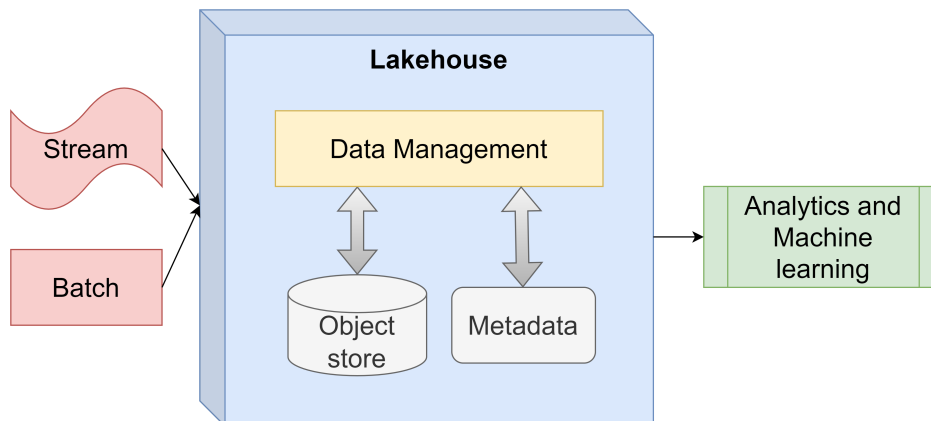 Lakehouse
Stream
Data Management
Batch
Object
store
Metadata
Analytics and
Machine
learning